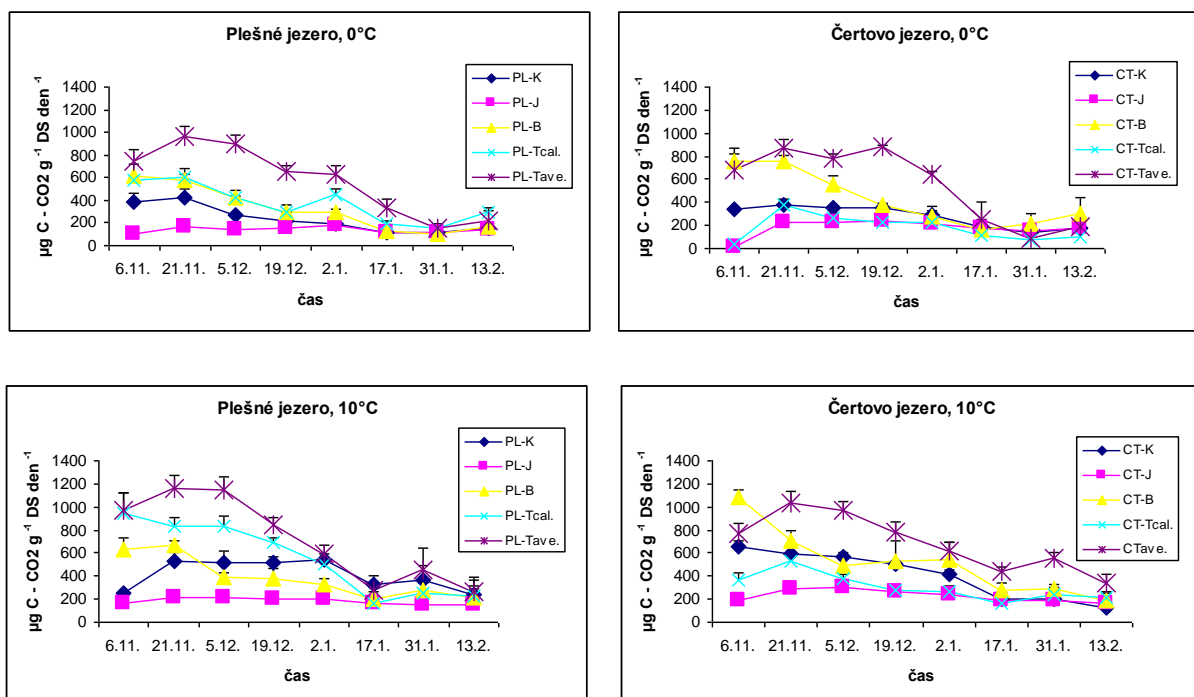 Plešné jezero, 0°C
µg C - CO2 g -1 DS den -1
1400
1200
1000
800
600
400
200
0
6.11. 21.11. 5.12. 19.12. 2.1. 17.1. 31.1. 13.2.
čas
PL-K
PL-J
PL-B
PL-Tcal.
PL-Tave.
Čertovo jezero, 0°C
µg C - CO2 g -1 DS den -1
1400
1200
1000
800
600
400
200
0
6.11. 21.11. 5.12. 19.12. 2.1. 17.1. 31.1. 13.2.
čas
CT-K
CT-J
CT-B
CT-Tcal.
CT-Tave.
Plešné jezero, 10°C
µg C - CO2 g -1 DS den -1
1400
1200
1000
800
600
400
200
0
6.11. 21.11. 5.12. 19.12. 2.1. 17.1. 31.1. 13.2.
čas
PL-K
PL-J
PL-B
PL-Tcal.
PL-Tave.
Čertovo jezero, 10°C
µg C - CO2 g -1 DS den -1
1400
1200
1000
800
600
400
200
0
6.11. 21.11. 5.12. 19.12. 2.1. 17.1. 31.1. 13.2.
čas
CT-K
CT-J
CT-B
CT-Tcal.
CTave.